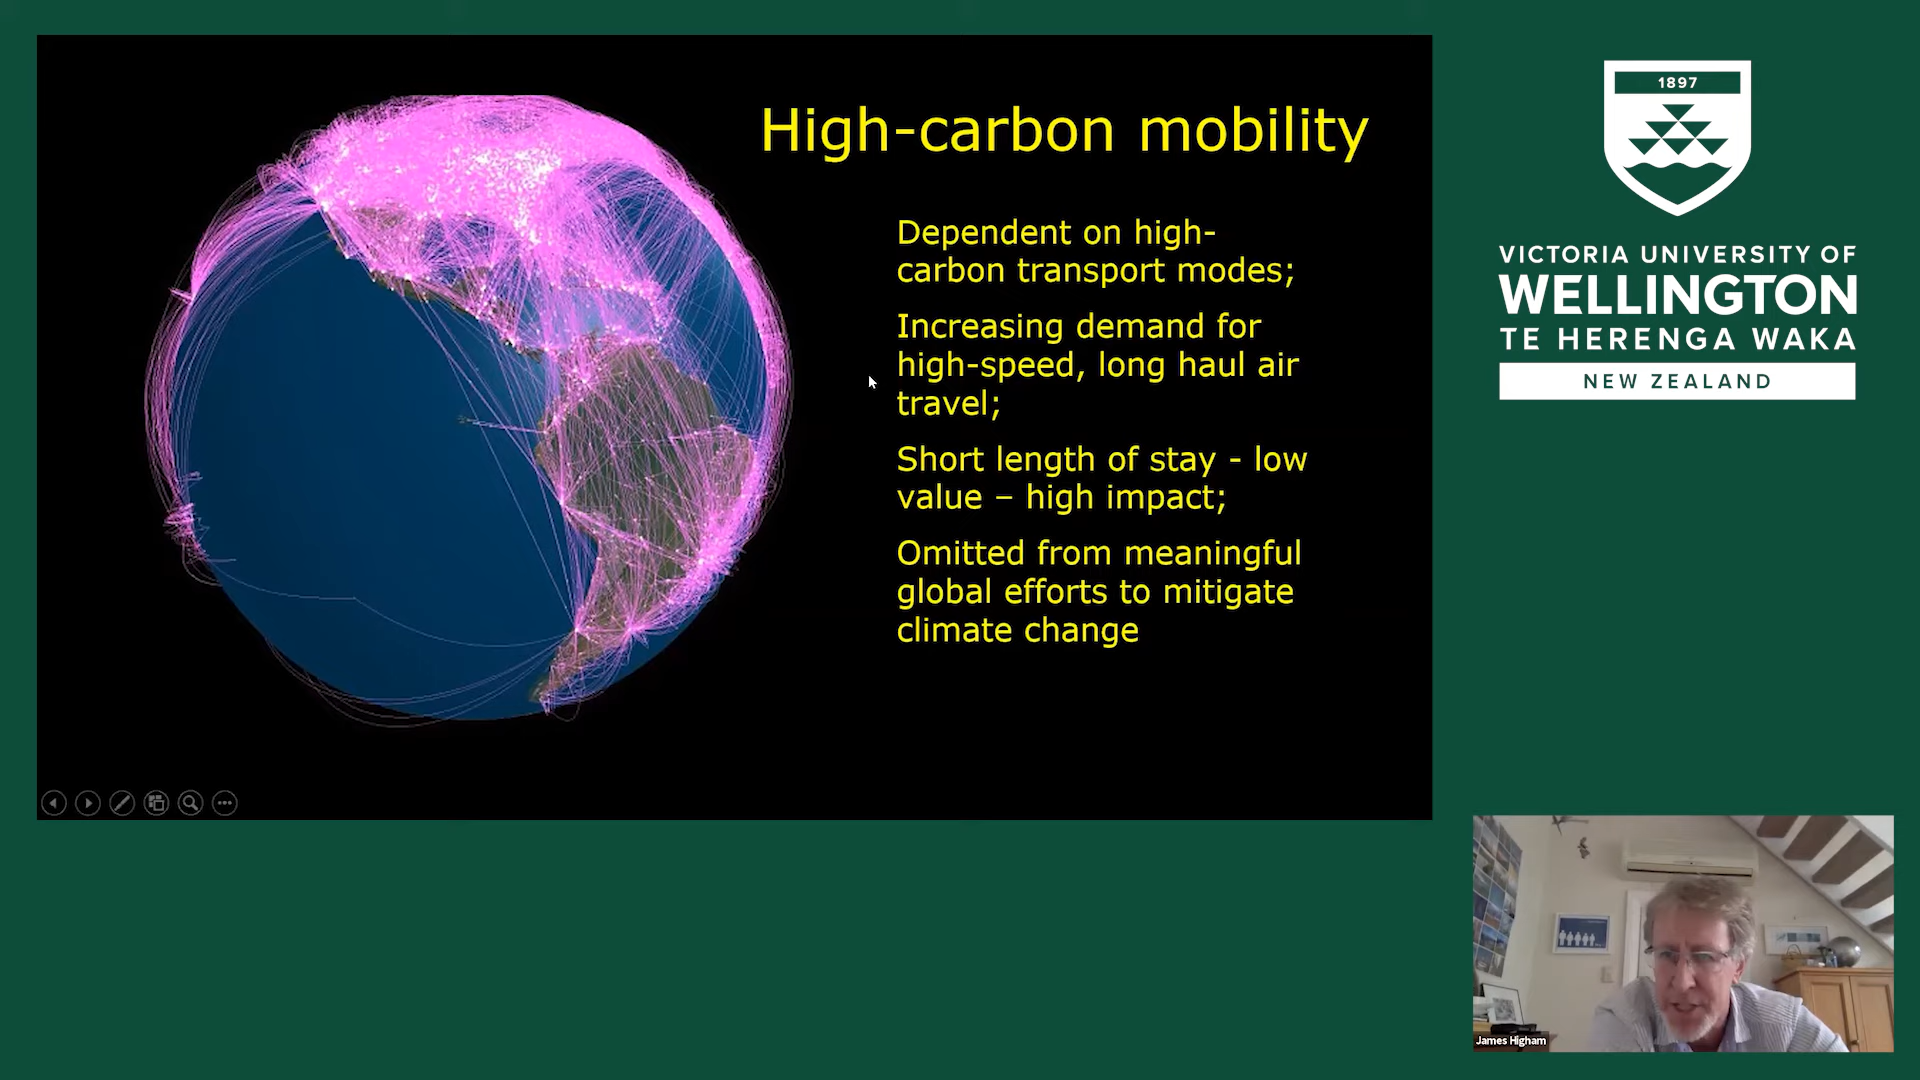 High-carbon mobility
Dependent on high-
carbon transport modes;
Increasing demand for
high-speed, long haul air
travel;
Short length of stay - low
value – high impact;
Omitted from meaningful
global efforts to mitigate
climate change
1897
VICTORIA UNIVERSITY OF
WELLINGTON
TE HERENGA WAKA
NEW ZEALAND
James Higham